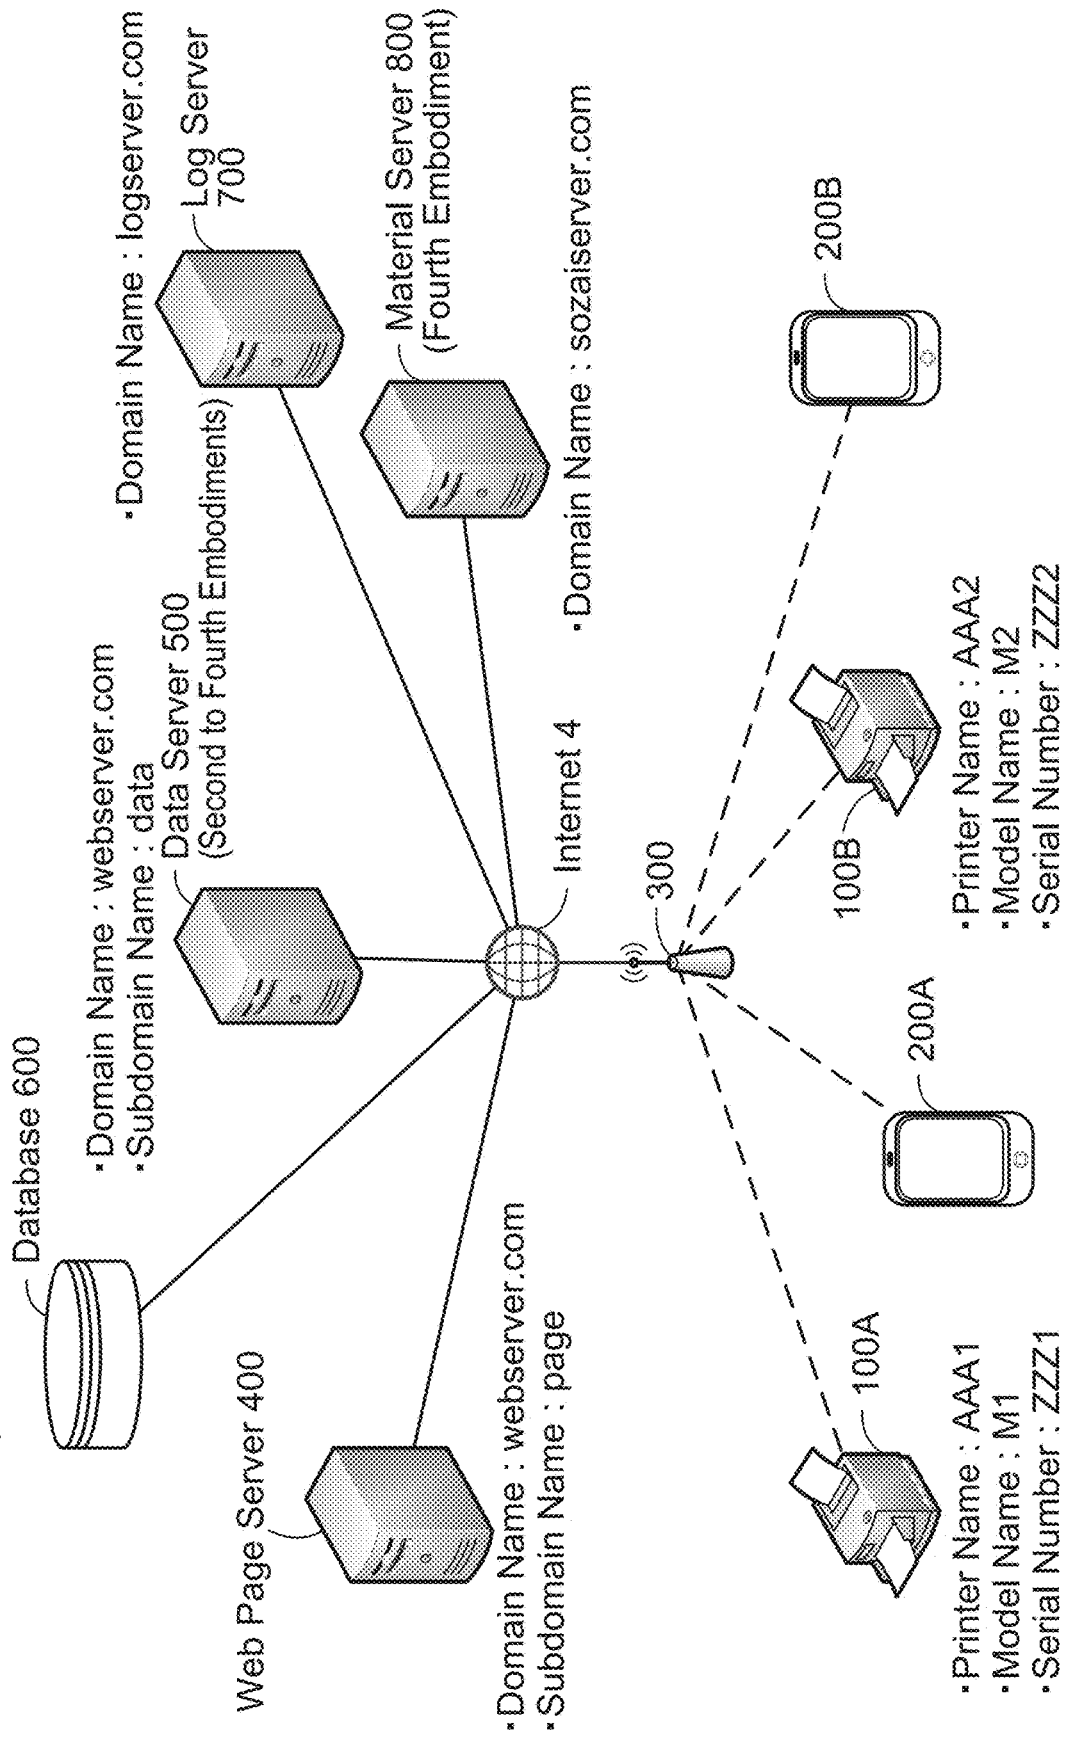 Database 600
Web Page Server 400
·Domain Name : webserver.com
·Subdomain Name : page
·Domain Name : webserver.com
·Subdomain Name : data
Data Server 500
(Second to Fourth Embodiments)
·Domain Name : logserver.com
Log Server
700
Material Server 800
(Fourth Embodiment)
·Domain Name : sozaiserver.com
Internet 4
300
100A
·Printer Name : AAA1
·Model Name : M1
·Serial Number : ZZZ1
200A
100B
·Printer Name : AAA2
·Model Name : M2
·Serial Number : ZZZ2
200B